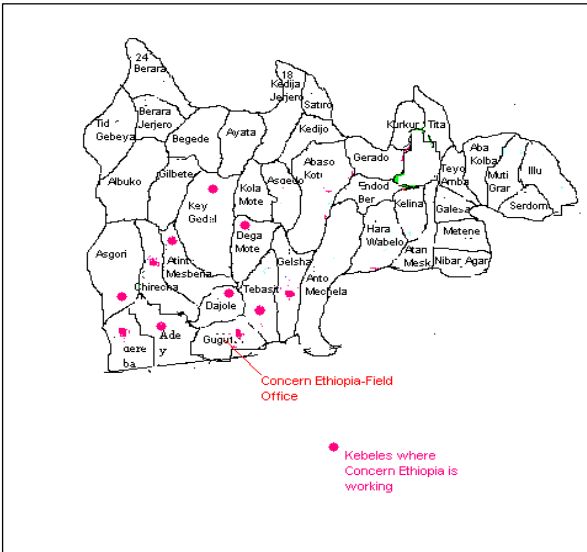 24
Berara
18
Kedija
Jerjero
Satiro
Tid
Gebeya
Berara
Jerjero
Begede
Ayata
Kedijo
Kurkur
Tita
Gerado
Abaso
Koti
Aba
Kolba
Teyo
Amba
Muti
Grar
Illu
Albuko
Gilbete
Key
Gedel
Kola
Mote
Asgedo
Endod
Ber
Kelina
Galesa
Serdom
Dega
Mote
Hara
Wabelo
Metene
Asgori
Atint
Mesbena
Gelsha
Atan
Mesk
Nibar Agar
Chirecha
Tebasit
Anto
Mechela
Dajole
Ade
y
Gugut
ba
Concern Ethiopia-Field
Office
Kebeles where
Concern Ethiopia is
working